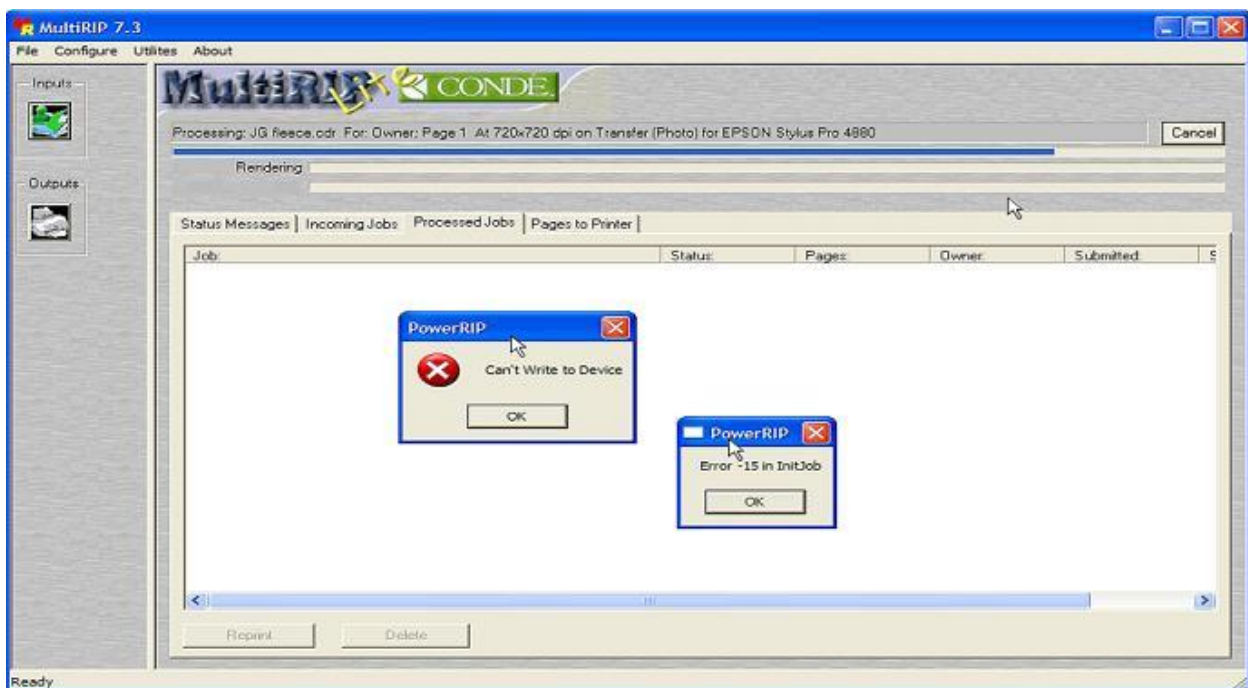 MultiRIP 7.3
File Configure Utilites About
Inputs
MultiRIP Lite CONDE.
Processing: JG fleece.cdr For: Owner; Page 1 At 720x720 dpi on Transfer (Photo) for EPSON Stylus Pro 4880
Cancel
Rendering
Outputs
Status Messages Incoming Jobs Processed Jobs Pages to Printer
Job: Status: Pages: Owner: Submitted: S
PowerRIP
Can't Write to Device
OK
PowerRIP
Error -15 in InitJob
OK
Reprint Delete
Ready